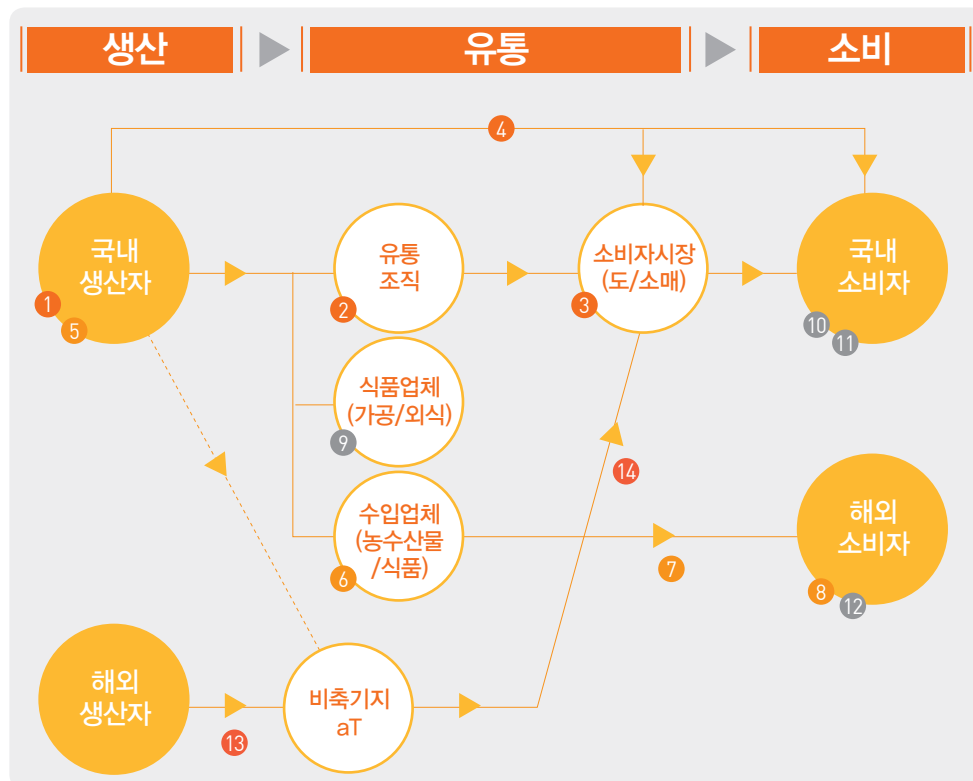 생산
유통
소비
4
국내
생산자
1
5
유통
조직
2
소비자시장
(도/소매)
3
국내
소비자
10
11
식품업체
(가공/외식)
9
14
수입업체
(농수산물
/식품)
6
7
해외
소비자
8
12
해외
생산자
13
비축기지
aT